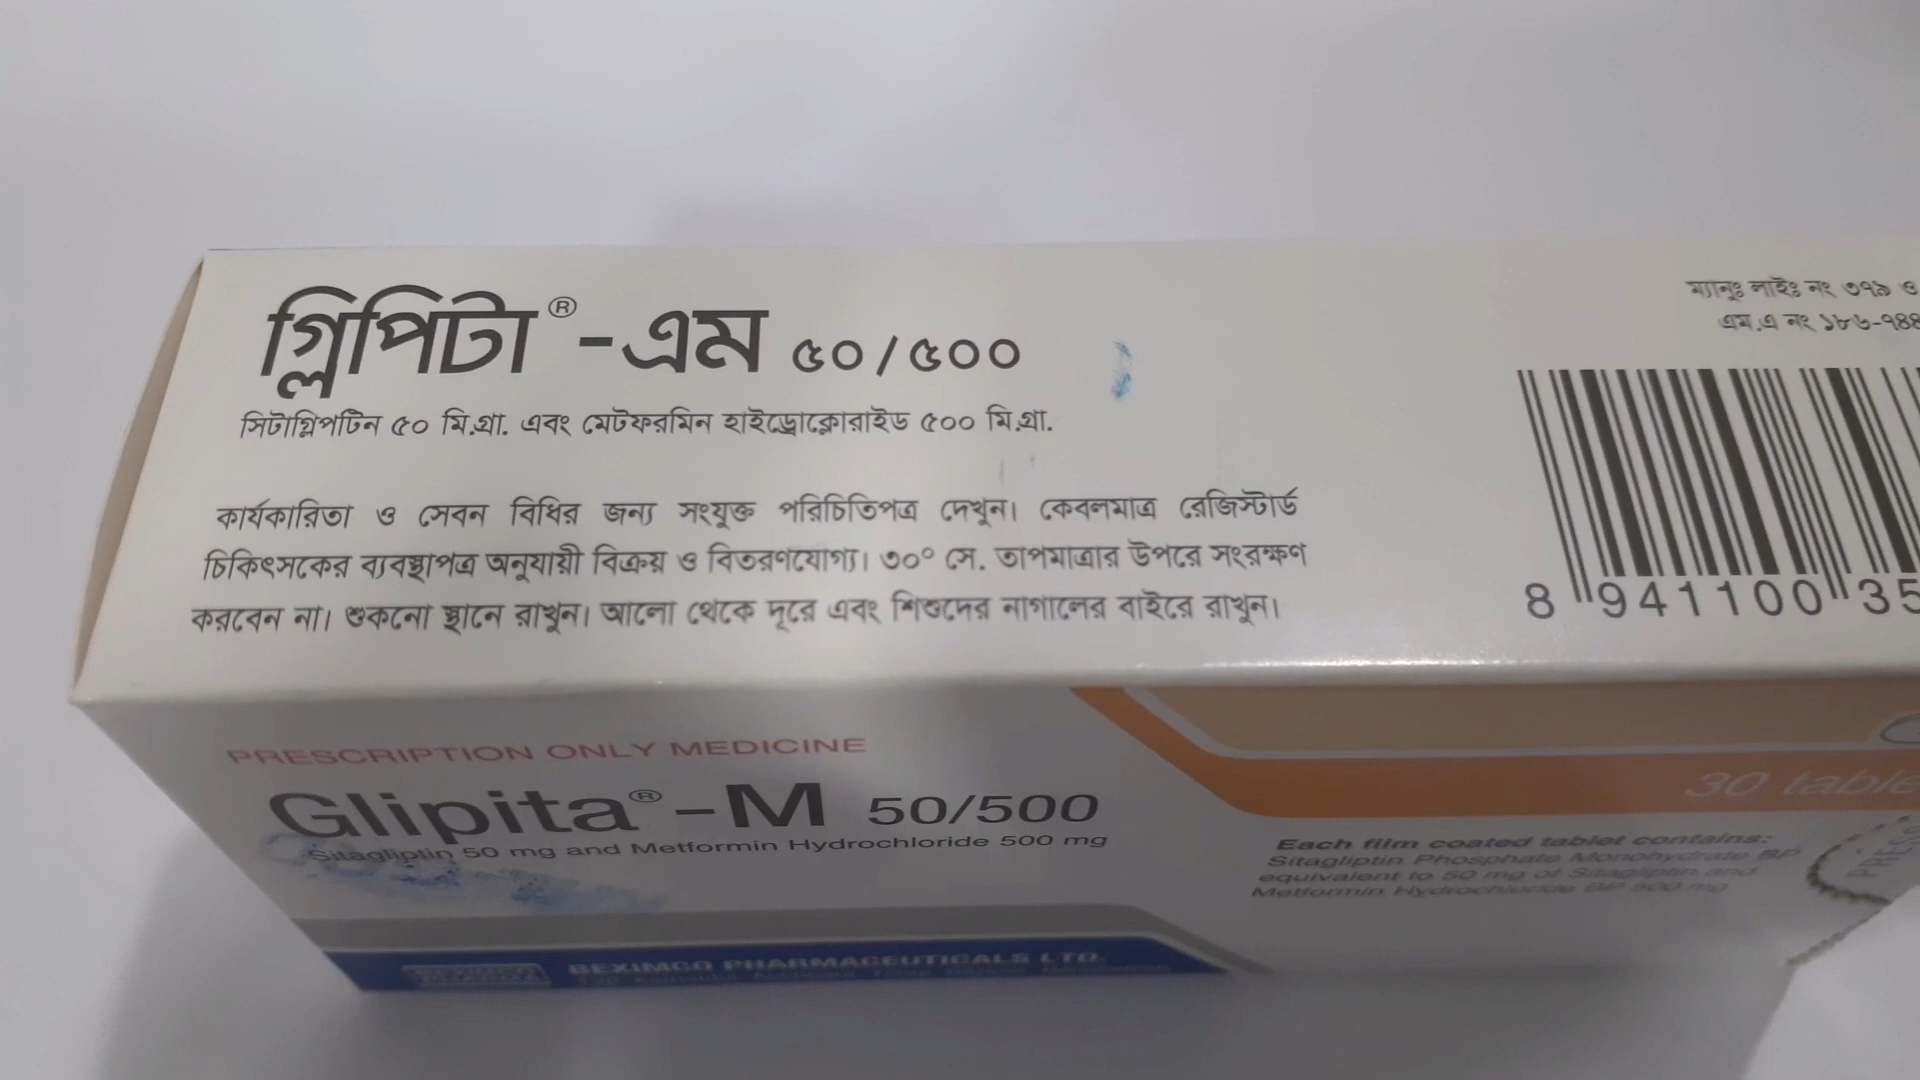 গ্লিপিটা®-এম ৫০/৫০০
সিটাগ্লিপটিন ৫০ মি.গ্রা. এবং মেটফরমিন হাইড্রোক্লোরাইড ৫০০ মি.গ্রা.
কার্যকারিতা ও সেবন বিধির জন্য সংযুক্ত পরিচিতিপত্র দেখুন। কেবলমাত্র রেজিস্টার্ড
চিকিৎসকের ব্যবস্থাপত্র অনুযায়ী বিক্রয় ও বিতরণযোগ্য। ৩০° সে. তাপমাত্রার উপরে সংরক্ষণ
করবেন না। শুকনো স্থানে রাখুন। আলো থেকে দূরে এবং শিশুদের নাগালের বাইরে রাখুন।
ম্যানুঃ লাইঃ নং ৩৭৯ ও
এম.এ নং ১৮৬-৭৪৪
8 941100 35
PRESCRIPTION ONLY MEDICINE
Glipita®-M 50/500
Sitagliptin 50 mg and Metformin Hydrochloride 500 mg
30 table
Each film coated tablet contains:
Sitagliptin Phosphate Monohydrate BP
equivalent to 50 mg of Sitagliptin and
Metformin Hydrochloride BP 500 mg
BEXIMCO PHARMACEUTICALS LTD.